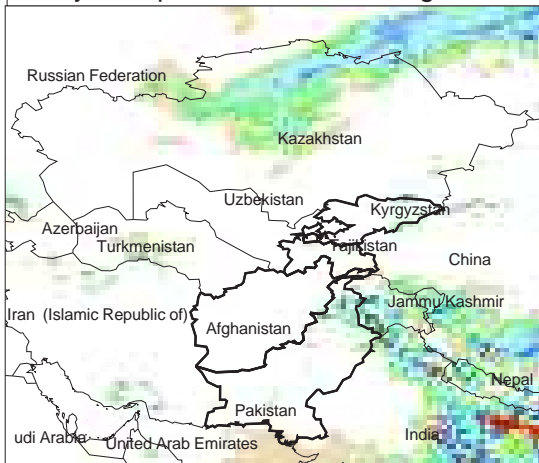 Russian Federation
Kazakhstan
Uzbekistan
Kyrgyzstan
Azerbaijan
Turkmenistan
Tajikistan
China
Iran (Islamic Republic of)
Afghanistan
Jammu Kashmir
Nepal
Pakistan
udi Arabia
United Arab Emirates
India